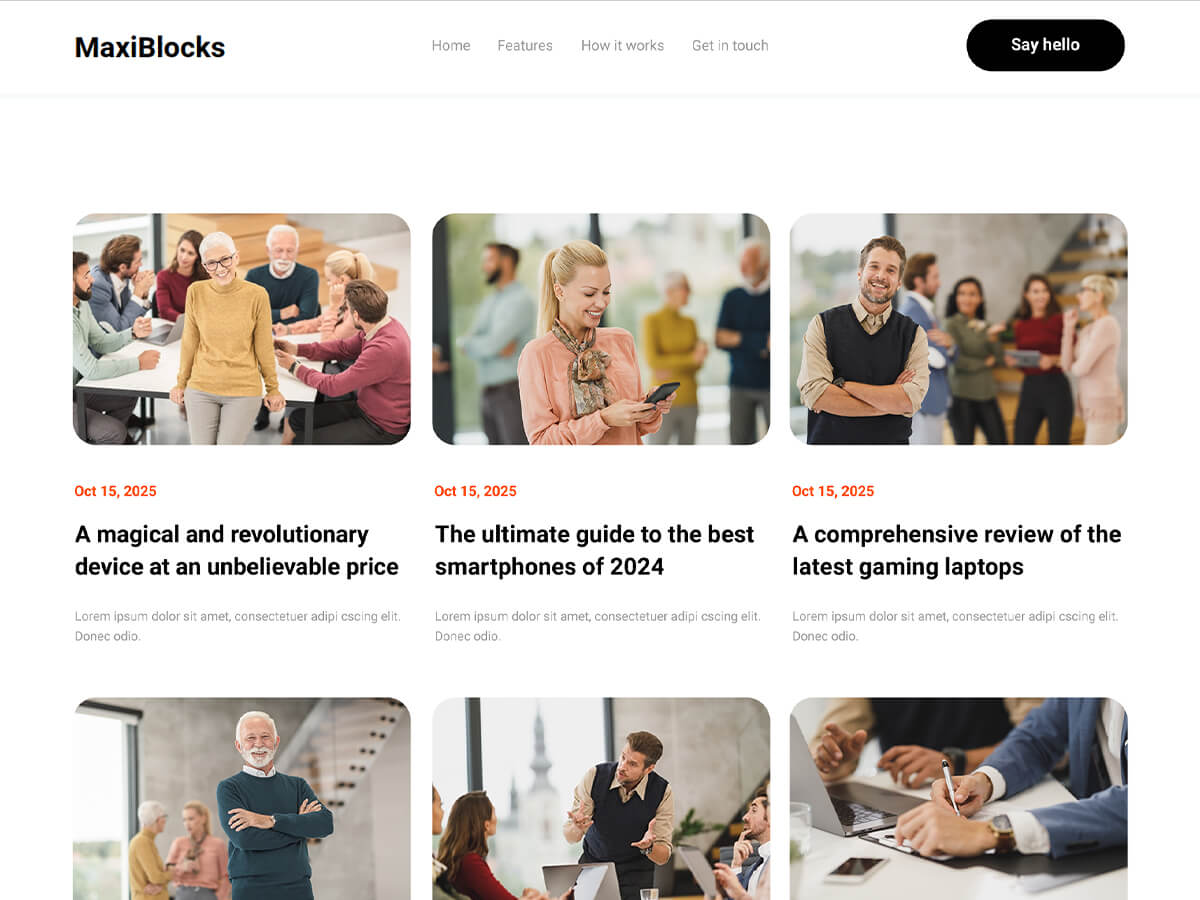 MaxiBlocks
Home Features How it works Get in touch
Say hello
Oct 15, 2025
A magical and revolutionary
device at an unbelievable price
Lorem ipsum dolor sit amet, consectetuer adipi cscing elit.
Donec odio.
Oct 15, 2025
The ultimate guide to the best
smartphones of 2024
Lorem ipsum dolor sit amet, consectetuer adipi cscing elit.
Donec odio.
Oct 15, 2025
A comprehensive review of the
latest gaming laptops
Lorem ipsum dolor sit amet, consectetuer adipi cscing elit.
Donec odio.